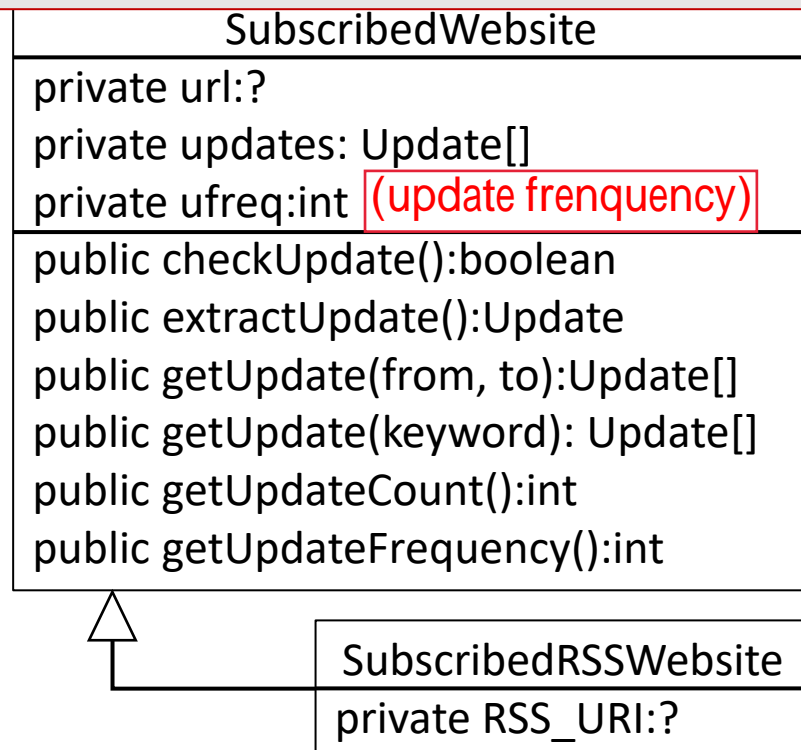 SubscribedWebsite
private url:?
private updates: Update[]
private ufreq:int (update frenquency)
public checkUpdate():boolean
public extractUpdate():Update
public getUpdate(from, to):Update[]
public getUpdate(keyword): Update[]
public getUpdateCount():int
public getUpdateFrequency():int
SubscribedRSSWebsite
private RSS_URI:?